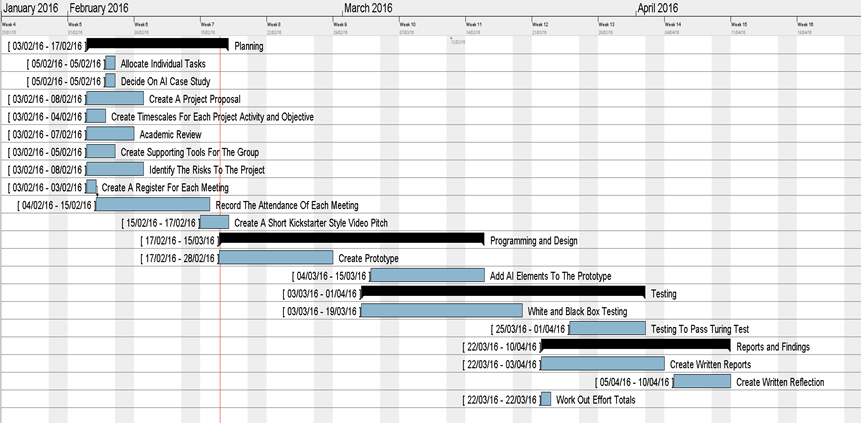 January 2016 February 2016 March 2016 April 2016
Week 4 Week 5 Week 6 Week 7 Week 8 Week 9 Week 10 Week 11 Week 12 Week 13 Week 14 Week 15 Week 16
[ 03/02/16 - 17/02/16 ] Planning
[ 05/02/16 - 05/02/16 ] Allocate Individual Tasks
[ 05/02/16 - 05/02/16 ] Decide On AI Case Study
[ 03/02/16 - 08/02/16 ] Create A Project Proposal
[ 03/02/16 - 04/02/16 ] Create Timescales For Each Project Activity and Objective
[ 03/02/16 - 07/02/16 ] Academic Review
[ 03/02/16 - 05/02/16 ] Create Supporting Tools For The Group
[ 03/02/16 - 08/02/16 ] Identify The Risks To The Project
[ 03/02/16 - 03/02/16 ] Create A Register For Each Meeting
[ 04/02/16 - 15/02/16 ] Record The Attendance Of Each Meeting
[ 15/02/16 - 17/02/16 ] Create A Short Kickstarter Style Video Pitch
[ 17/02/16 - 15/03/16 ] Programming and Design
[ 17/02/16 - 28/02/16 ] Create Prototype
[ 04/03/16 - 15/03/16 ] Add AI Elements To The Prototype
[ 03/03/16 - 01/04/16 ] Testing
[ 03/03/16 - 19/03/16 ] White and Black Box Testing
[ 25/03/16 - 01/04/16 ] Testing To Pass Turing Test
[ 22/03/16 - 10/04/16 ] Reports and Findings
[ 22/03/16 - 03/04/16 ] Create Written Reports
[ 05/04/16 - 10/04/16 ] Create Written Reflection
[ 22/03/16 - 22/03/16 ] Work Out Effort Totals